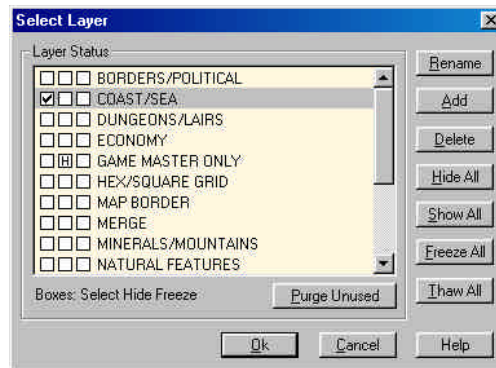 Select Layer
Layer Status
BORDERS/POLITICAL
COAST/SEA
DUNGEONS/LAIRS
ECONOMY
H GAME MASTER ONLY
HEX/SQUARE GRID
MAP BORDER
MERGE
MINERALS/MOUNTAINS
NATURAL FEATURES
Boxes: Select Hide Freeze
Purge Unused
Rename
Add
Delete
Hide All
Show All
Freeze All
Thaw All
Ok
Cancel
Help